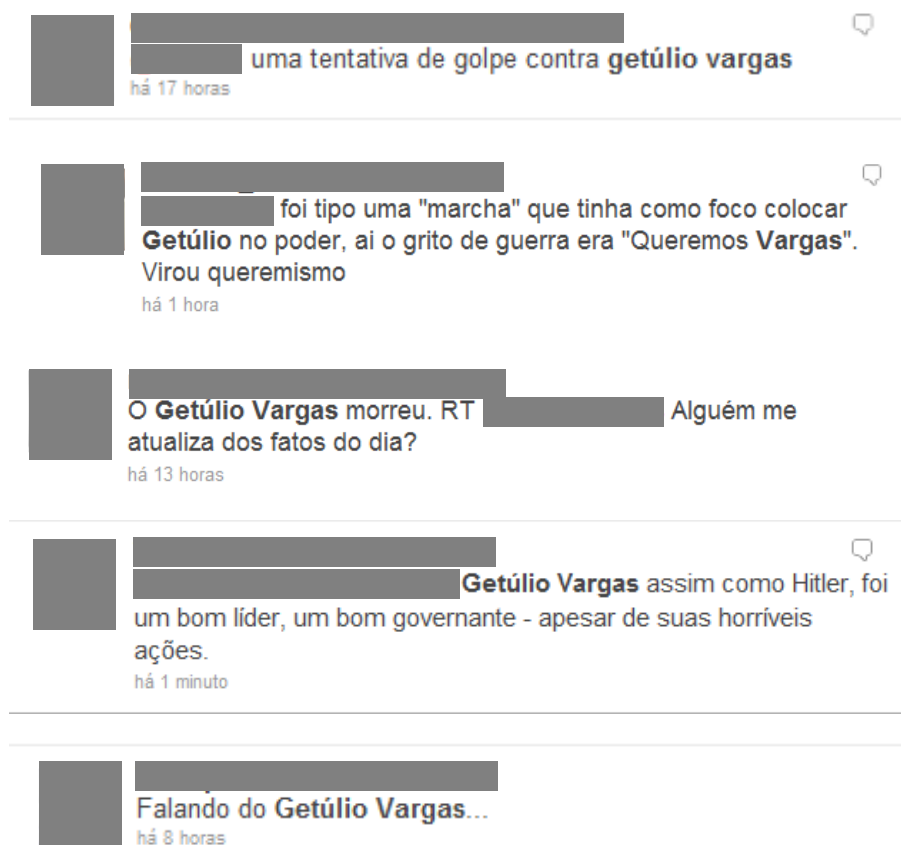 uma tentativa de golpe contra getúlio vargas
há 17 horas
foi tipo uma "marcha" que tinha como foco colocar
Getúlio no poder, ai o grito de guerra era "Queremos Vargas".
Virou queremismo
há 1 hora
O Getúlio Vargas morreu. RT Alguém me
atualiza dos fatos do dia?
há 13 horas
Getúlio Vargas assim como Hitler, foi
um bom líder, um bom governante - apesar de suas horríveis
ações.
há 1 minuto
Falando do Getúlio Vargas...
há 8 horas